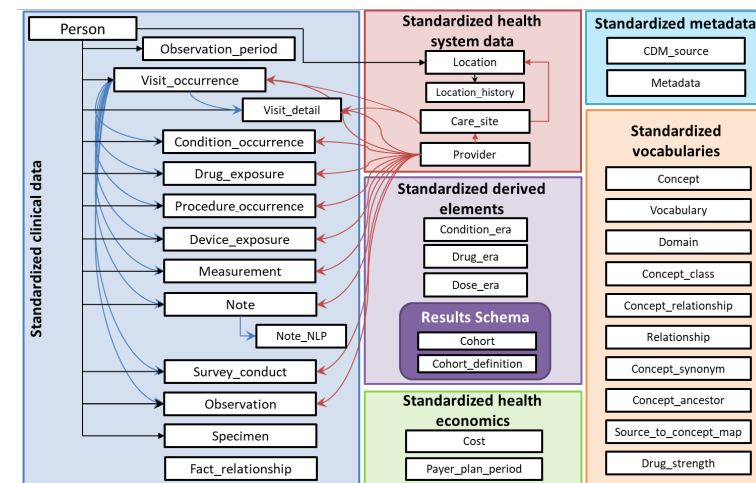 Standardized clinical data
Person
Observation_period
Visit_occurrence
Visit_detail
Condition_occurrence
Drug_exposure
Procedure_occurrence
Device_exposure
Measurement
Note
Note_NLP
Survey_conduct
Observation
Specimen
Fact_relationship
Standardized health
system data
Location
Location_history
Care_site
Provider
Standardized derived
elements
Condition_era
Drug_era
Dose_era
Results Schema
Cohort
Cohort_definition
Standardized health
economics
Cost
Payer_plan_period
Standardized metadata
CDM_source
Metadata
Standardized
vocabularies
Concept
Vocabulary
Domain
Concept_class
Concept_relationship
Relationship
Concept_synonym
Concept_ancestor
Source_to_concept_map
Drug_strength